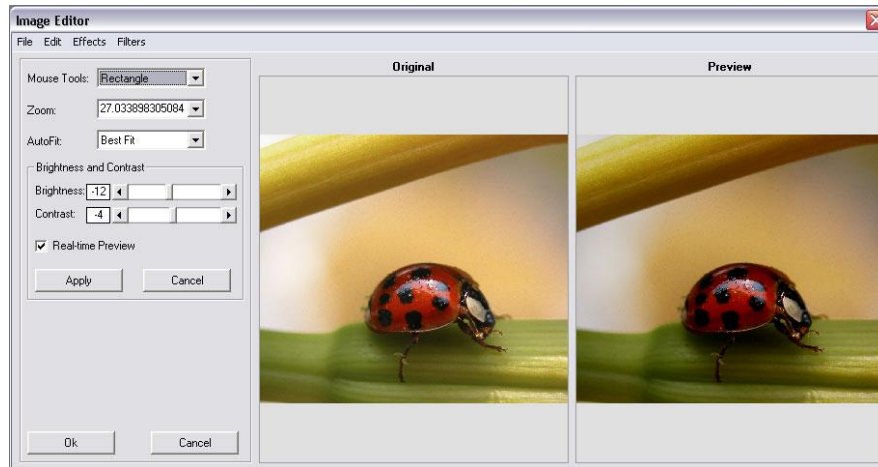 Image Editor
File Edit Effects Filters
Mouse Tools: Rectangle
Zoom: 27.033898305084
AutoFit: Best Fit
Brightness and Contrast
Brightness: -12
Contrast: -4
Real-time Preview
Apply Cancel
Ok Cancel
Original Preview